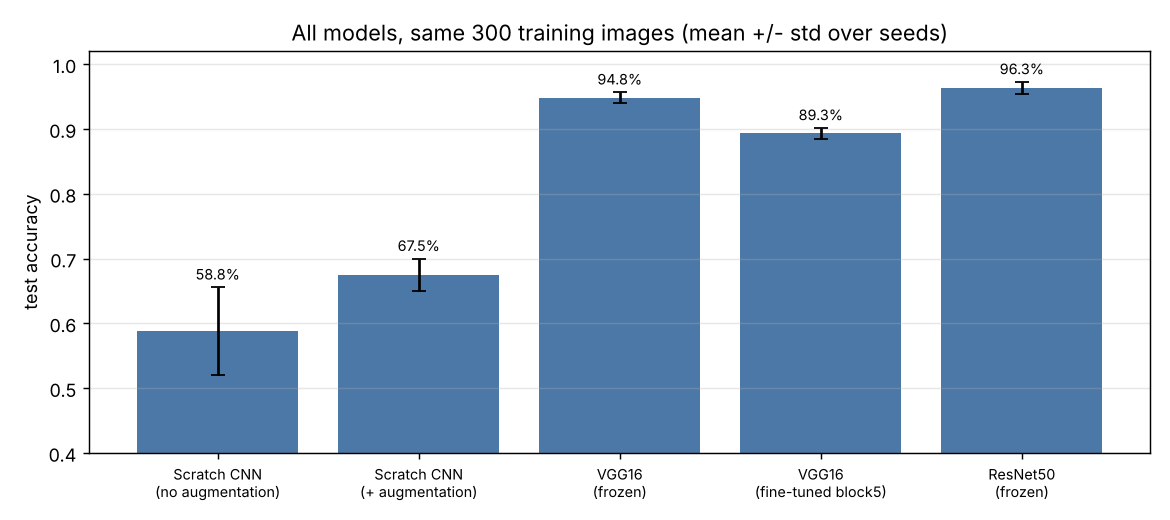 All models, same 300 training images (mean +/- std over seeds)
test accuracy
1.0
0.9
0.8
0.7
0.6
0.5
0.4
58.8%
67.5%
94.8%
89.3%
96.3%
Scratch CNN
(no augmentation)
Scratch CNN
(+ augmentation)
VGG16
(frozen)
VGG16
(fine-tuned block5)
ResNet50
(frozen)